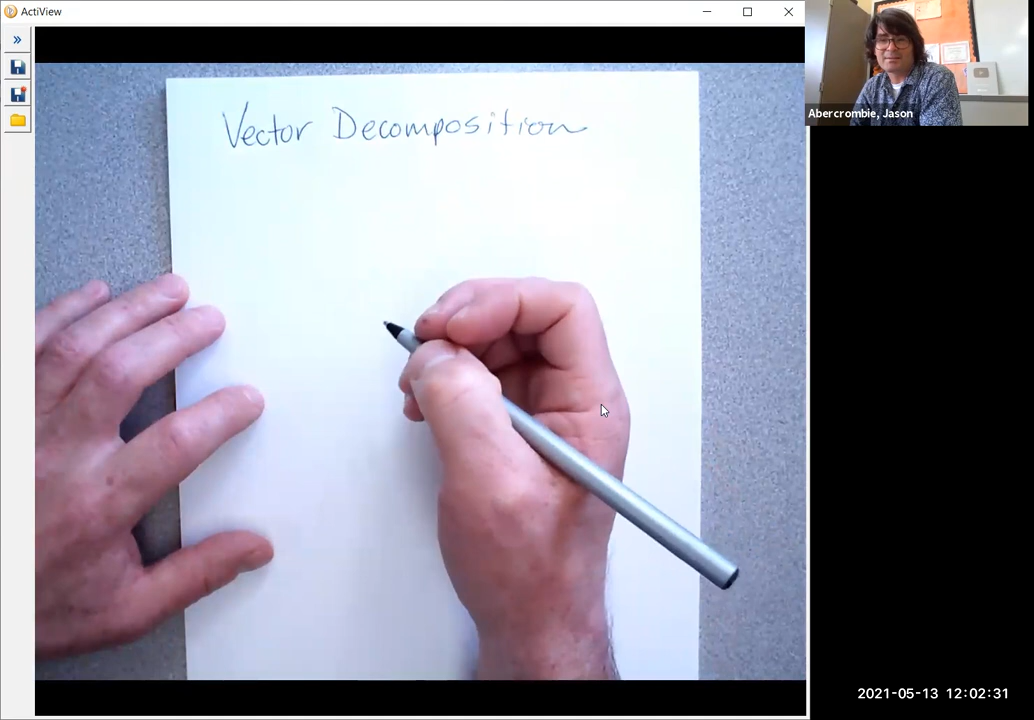 ActiView
Vector Decomposition
Abercrombie, Jason
2021-05-13 12:02:31